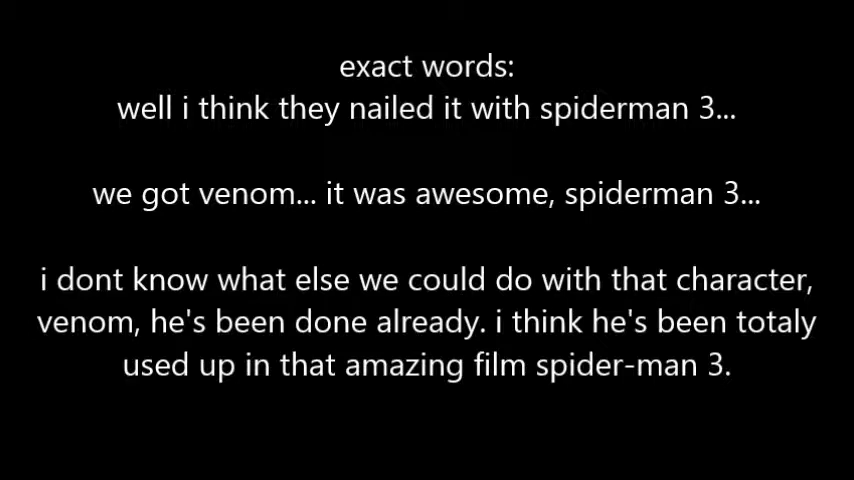 exact words:
well i think they nailed it with spiderman 3...
we got venom... it was awesome, spiderman 3...
i dont know what else we could do with that character,
venom, he's been done already. i think he's been totaly
used up in that amazing film spider-man 3.